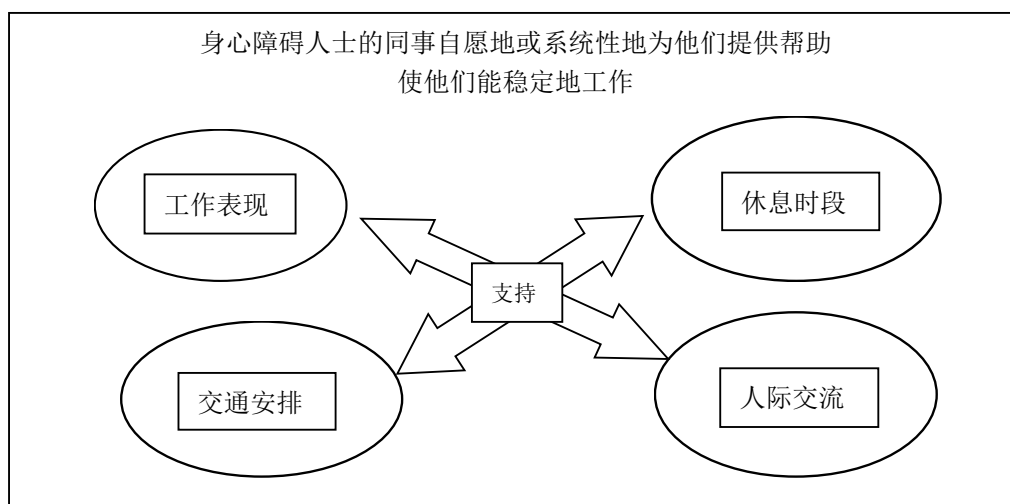 身心障碍人士的同事自愿地或系统性地为他们提供帮助
使他们能稳定地工作
工作表现
休息时段
支持
交通安排
人际交流